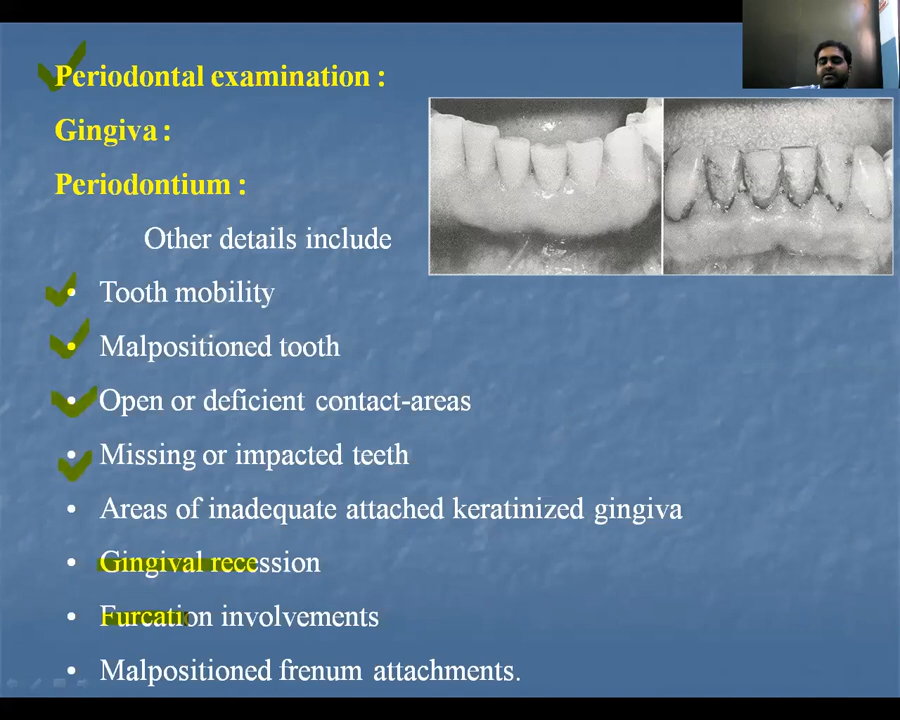 Periodontal examination :
Gingiva :
Periodontium :
Other details include
• Tooth mobility
• Malpositioned tooth
• Open or deficient contact-areas
• Missing or impacted teeth
• Areas of inadequate attached keratinized gingiva
• Gingival recession
• Furcation involvements
• Malpositioned frenum attachments.